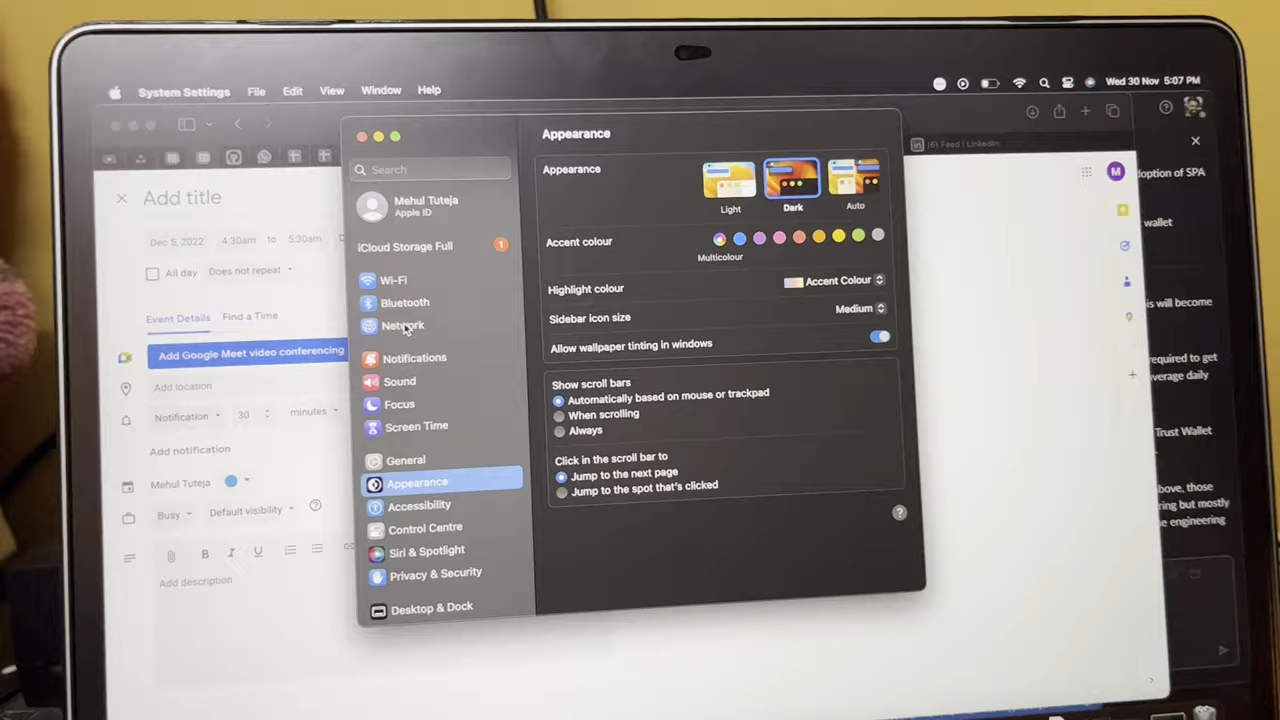 System Settings File Edit View Window Help
Wed 30 Nov 5:07 PM
(6) Feed | LinkedIn
Add title
Dec 5, 2022 4:30am to 5:30am
All day Does not repeat
Event Details Find a Time
Add Google Meet video conferencing
Add location
Notification 30 minutes
Add notification
Mehul Tuteja
Busy Default visibility
B I U
Add description
Search
Mehul Tuteja
Apple ID
iCloud Storage Full 1
Wi-Fi
Bluetooth
Network
Notifications
Sound
Focus
Screen Time
General
Appearance
Accessibility
Control Centre
Siri & Spotlight
Privacy & Security
Desktop & Dock
Appearance
Appearance
Light Dark Auto
Accent colour
Multicolour
Highlight colour Accent Colour
Sidebar icon size Medium
Allow wallpaper tinting in windows
Show scroll bars
Automatically based on mouse or trackpad
When scrolling
Always
Click in the scroll bar to
Jump to the next page
Jump to the spot that's clicked
?
M
doption of SPA
wallet
is will become
required to get
verage daily
Trust Wallet
bove, those
ring but mostly
e engineering